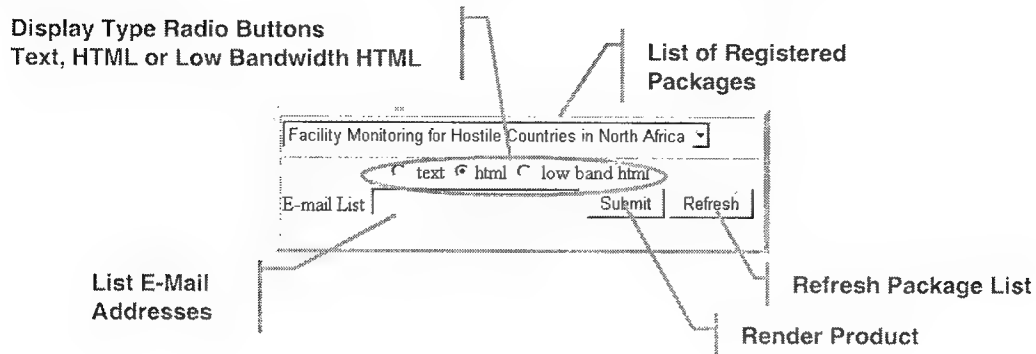 Display Type Radio Buttons
Text, HTML or Low Bandwidth HTML
List of Registered
Packages
Facility Monitoring for Hostile Countries in North Africa
text html low band html
E-mail List Submit Refresh
List E-Mail
Addresses
Refresh Package List
Render Product